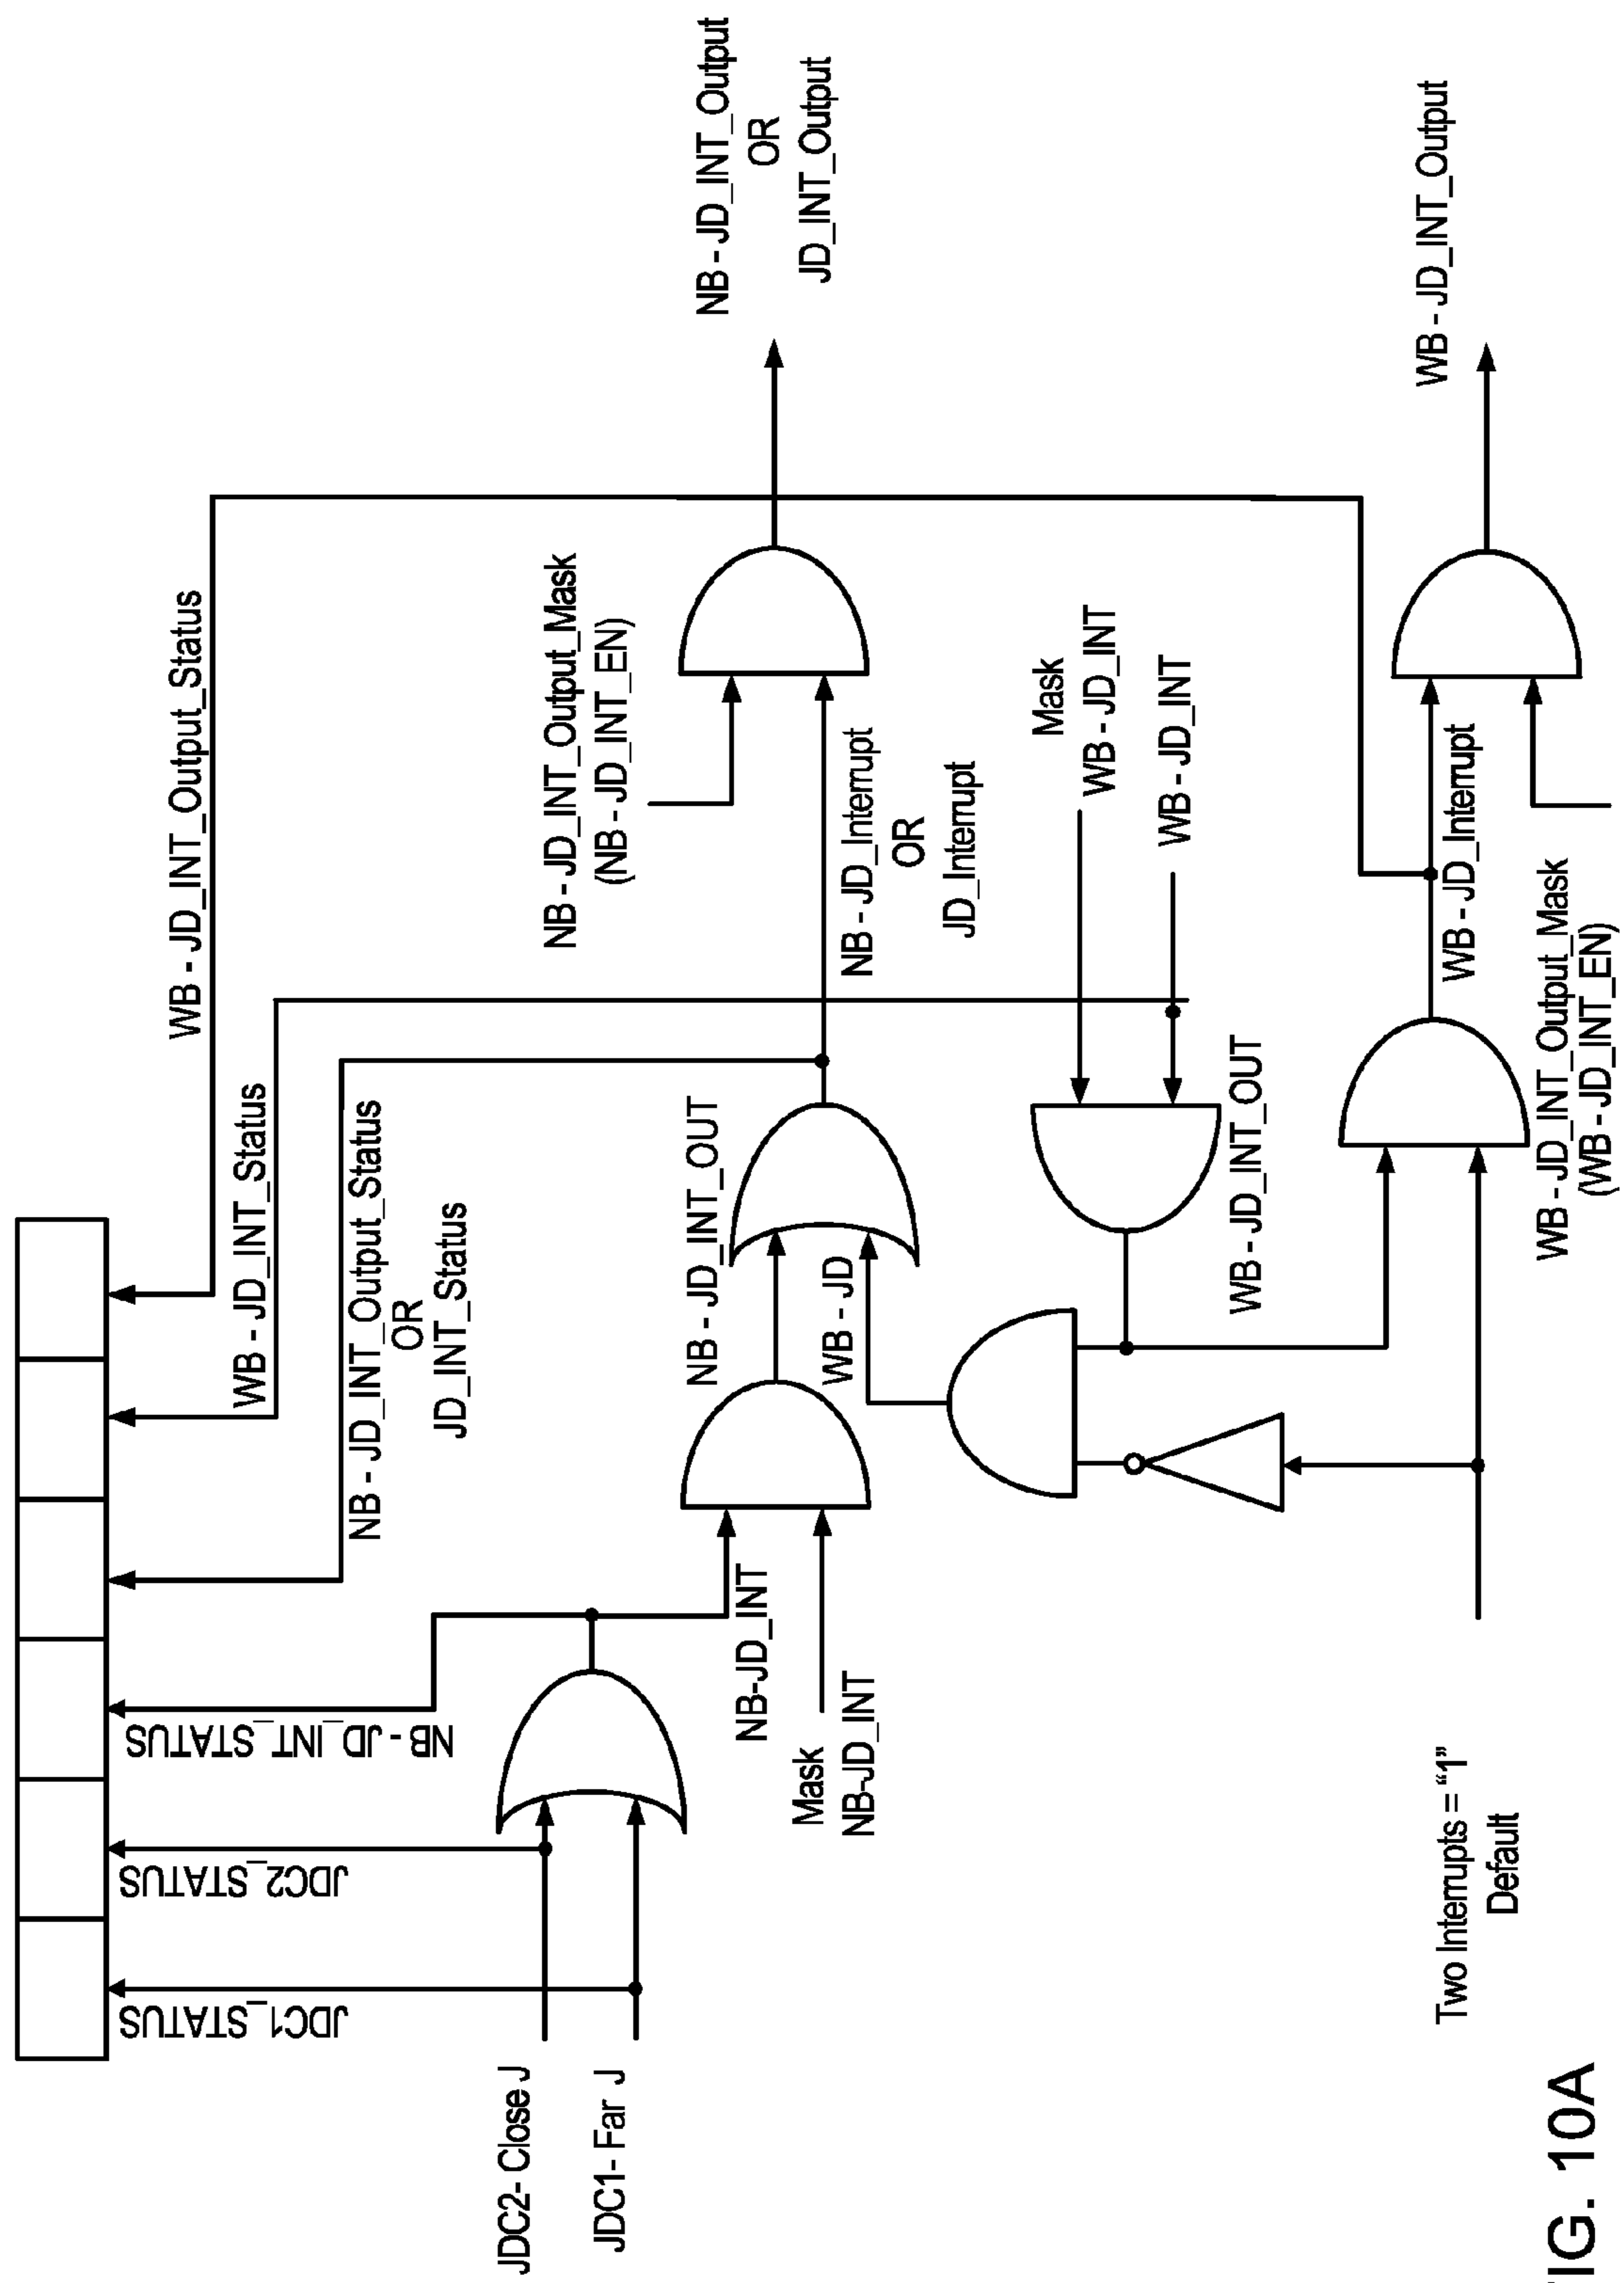 WB - JD_INT_Output_Status
WB - JD_INT_Status
NB - JD_INT_Output_Status
OR
JD_INT_Status
NB - JD_INT_STATUS
JDC2_STATUS
JDC1_STATUS
JDC2- Close J
JDC1- Far J
NB-JD_INT
Mask
NB-JD_INT
NB - JD_INT_OUT
WB - JD
NB - JD_Interrupt
OR
JD_Interrupt
NB - JD_INT_Output_Mask
(NB - JD_INT_EN)
NB - JD_INT_Output
OR
JD_INT_Output
Mask
WB - JD_INT
WB - JD_INT
WB - JD_INT_OUT
WB - JD_Interrupt
WB - JD_INT_Output_Mask
(WB - JD_INT_EN)
WB - JD_INT_Output
Two Interrupts = “1”
Default
FIG. 10A